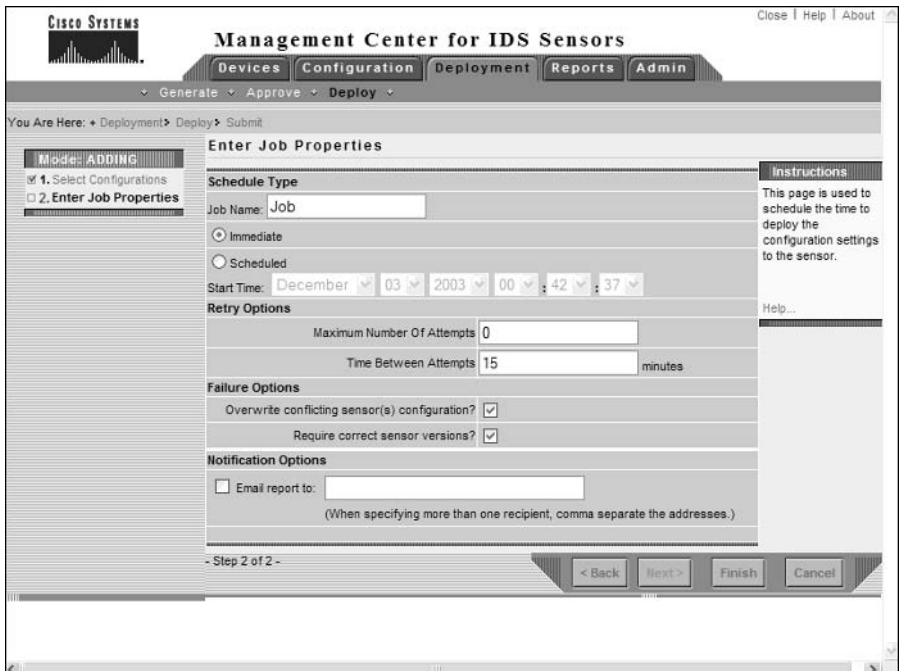 Close | Help | About
CISCO SYSTEMS
Management Center for IDS Sensors
Devices Configuration Deployment Reports Admin
Generate Approve Deploy
You Are Here: Deployment> Deploy> Submit
Mode: ADDING
1. Select Configurations
2. Enter Job Properties
Enter Job Properties
Schedule Type
Job Name: Job
Immediate
Scheduled
Start Time: December 03 2003 00 : 42 : 37
Retry Options
Maximum Number Of Attempts 0
Time Between Attempts 15 minutes
Failure Options
Overwrite conflicting sensor(s) configuration?
Require correct sensor versions?
Notification Options
Email report to:
(When specifying more than one recipient, comma separate the addresses.)
Instructions
This page is used to
schedule the time to
deploy the
configuration settings
to the sensor.
Help...
- Step 2 of 2 -
< Back Next > Finish Cancel